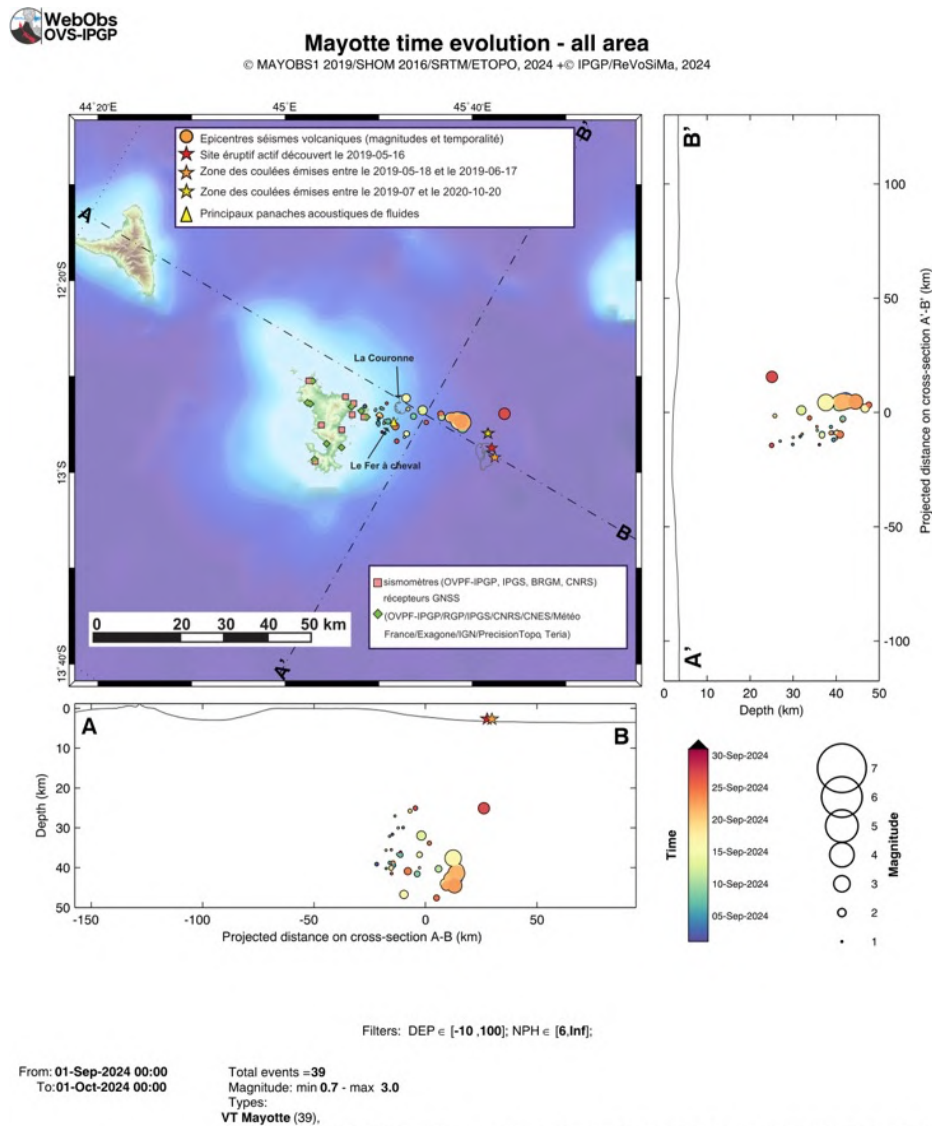 WebObs
OVS-IPGP
Mayotte time evolution - all area
© MAYOBS1 2019/SHOM 2016/SRTM/ETOPO, 2024 +© IPGP/ReVoSiMa, 2024
44˚20'E
45˚E
45˚40'E
12˚20'S
13˚S
13˚40'S
Epicentres séismes volcaniques (magnitudes et temporalité)
Site éruptif actif découvert le 2019-05-16
Zone des coulées émises entre le 2019-05-18 et le 2019-06-17
Zone des coulées émises entre le 2019-07 et le 2020-10-20
Principaux panaches acoustiques de fluides
A
B'
La Couronne
Le Fer à cheval
B
A'
sismomètres (OVPF-IPGP, IPGS, BRGM, CNRS)
récepteurs GNSS
(OVPF-IPGP/RGP/IPGS/CNRS/CNES/Météo
France/Exagone/IGN/PrecisionTopo, Teria)
0 20 30 40 50 km
B'
A'
100
50
0
-50
-100
Projected distance on cross-section A'-B' (km)
0 10 20 30 40 50
Depth (km)
A
B
0
10
20
30
40
50
Depth (km)
-150 -100 -50 0 50
Projected distance on cross-section A-B (km)
Time
30-Sep-2024
25-Sep-2024
20-Sep-2024
15-Sep-2024
10-Sep-2024
05-Sep-2024
7
6
5
4
3
2
1
Magnitude
Filters: DEP ∈ [-10 ,100]; NPH ∈ [6,Inf];
From: 01-Sep-2024 00:00
To:01-Oct-2024 00:00
Total events =39
Magnitude: min 0.7 - max 3.0
Types:
VT Mayotte (39),